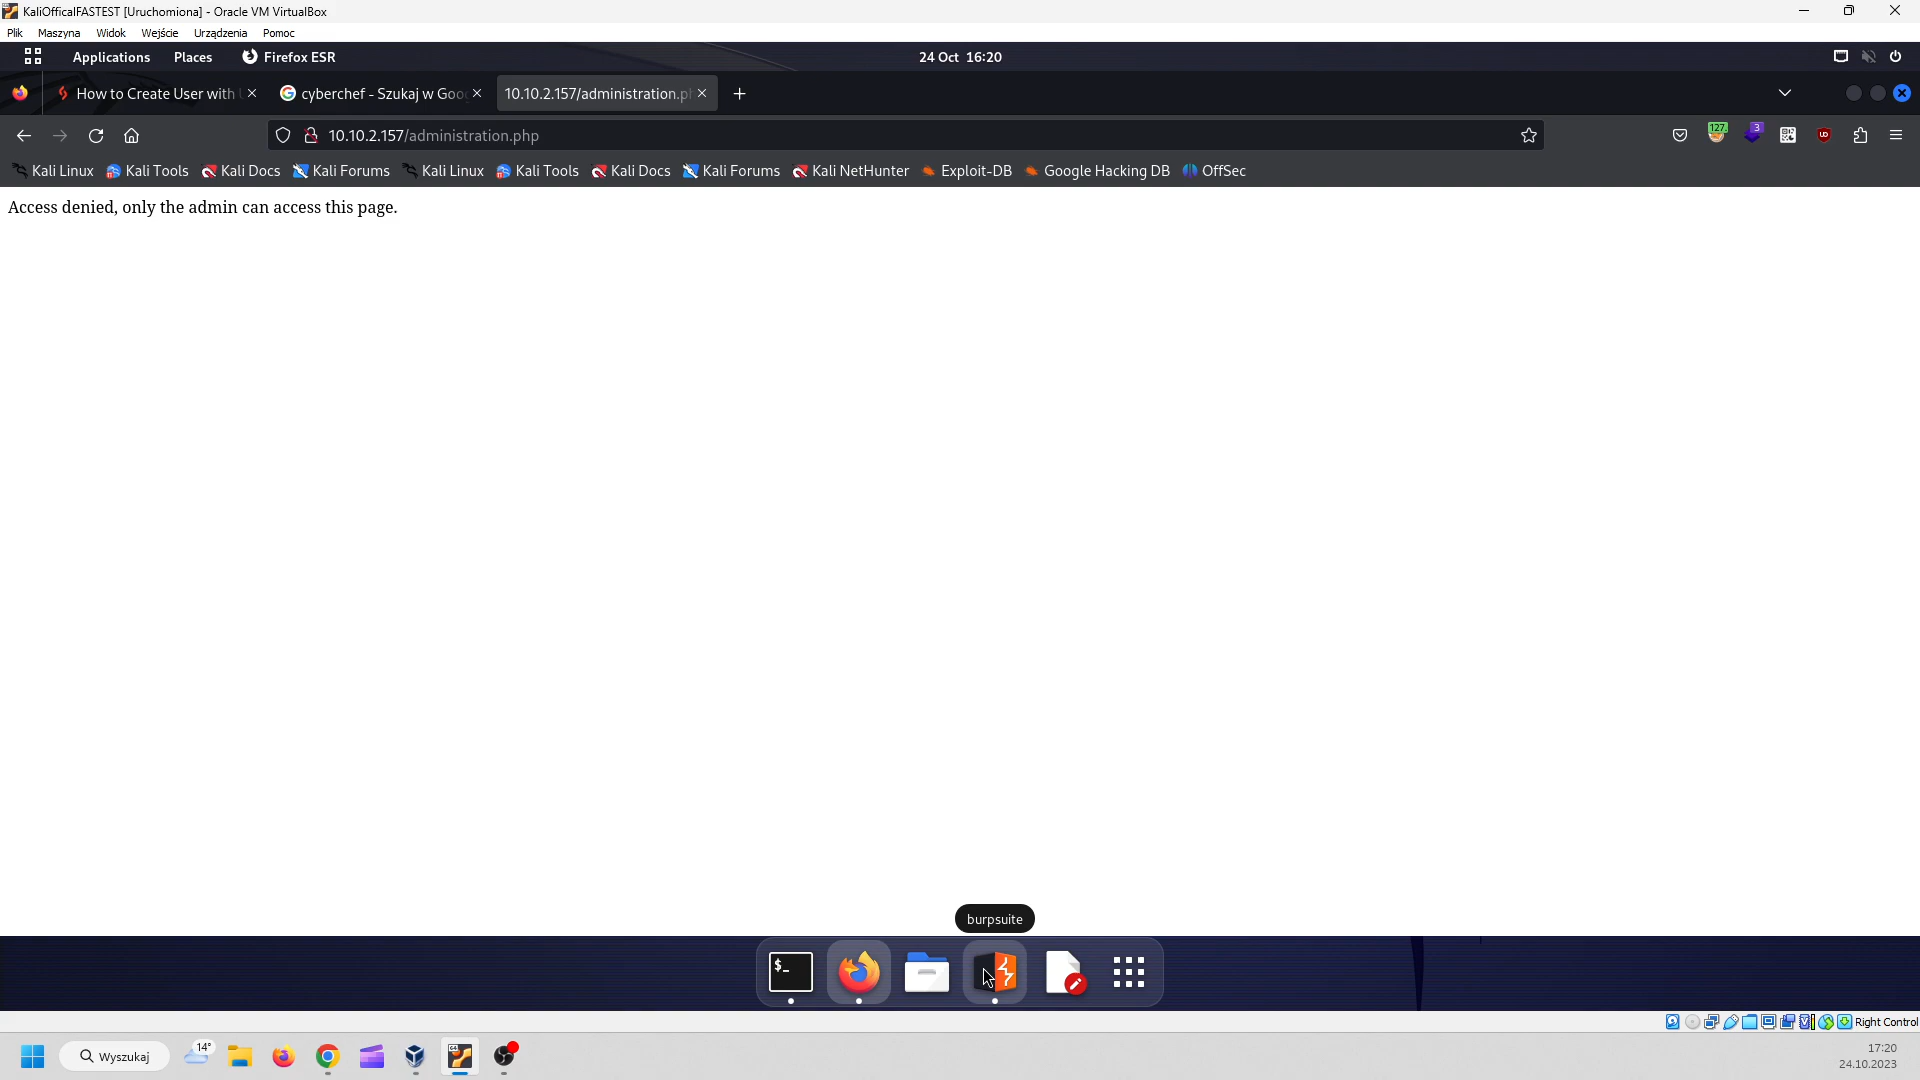 KaliOfficalFASTEST [Uruchomiona] - Oracle VM VirtualBox
Plik Maszyna Widok Wejście Urządzenia Pomoc
Applications Places Firefox ESR 24 Oct 16:20
How to Create User with cyberchef - Szukaj w Goo 10.10.2.157/administration.p
10.10.2.157/administration.php 127 3
Kali Linux Kali Tools Kali Docs Kali Forums Kali Linux Kali Tools Kali Docs Kali Forums Kali NetHunter Exploit-DB Google Hacking DB OffSec
Access denied, only the admin can access this page.
burpsuite
$_
Right Control
Wyszukaj 14° 17:20
24.10.2023